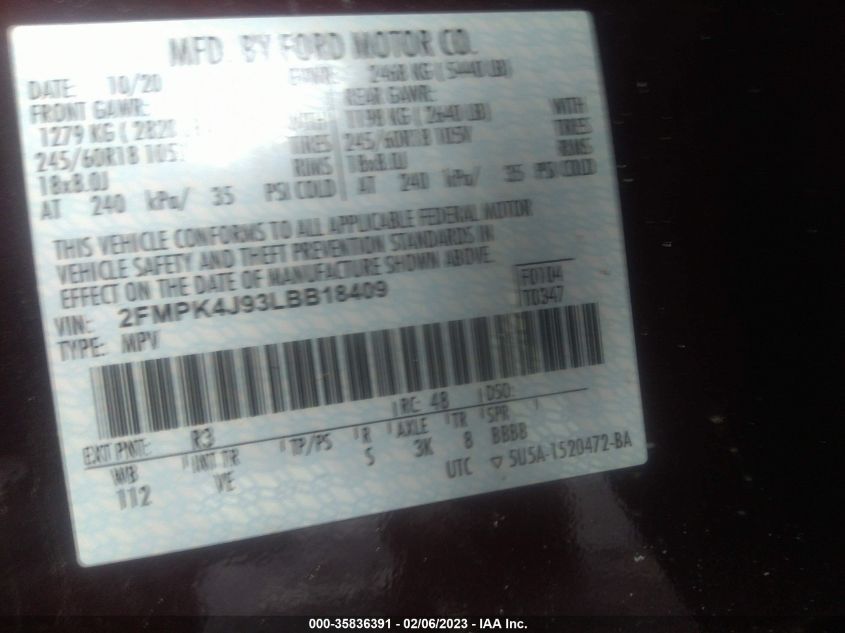 MFD. BY FORD MOTOR CO.
DATE: 10/20 GVWR: 2468 KG ( 5440 LB)
FRONT GAWR: REAR GAWR:
1279 KG ( 2820 WITH 1198 KG ( 2640 LB) WITH
245/60R18 105 TIRES 245/60R18 105V TIRES
18x8.0J RIMS 18x8.0J RIMS
AT 240 kPa/ 35 PSI COLD AT 240 kPa/ 35 PSI COLD
THIS VEHICLE CONFORMS TO ALL APPLICABLE FEDERAL MOTOR
VEHICLE SAFETY AND THEFT PREVENTION STANDARDS IN
EFFECT ON THE DATE OF MANUFACTURE SHOWN ABOVE.
VIN: 2FMPK4J93LBB18409 F0104
TYPE: MPV T0347
EXT PNT: R3 RC: 48 DSO:
WB INT TR TP/PS R AXLE TR SPR
112 VE S 3K 8 BBBB
UTC ▽ 5U5A-1520472-BA
000-35836391 - 02/06/2023 - IAA Inc.